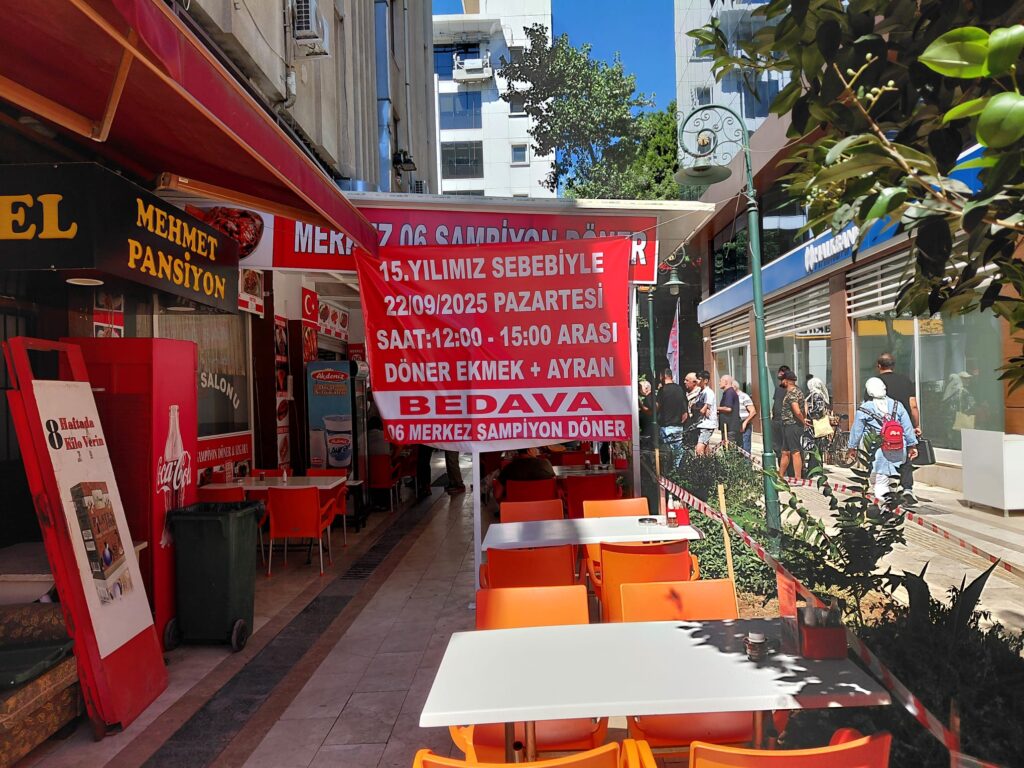 EL
MEHMET
PANSİYON
MERKEZ 06 ŞAMPİYON DÖNER
15.YILIMIZ SEBEBİYLE
22/09/2025 PAZARTESİ
SAAT:12:00 - 15:00 ARASI
DÖNER EKMEK + AYRAN
BEDAVA
06 MERKEZ ŞAMPİYON DÖNER
SALONU
Akdeniz
8 Haftada
Kilo Verin
Coca-Cola